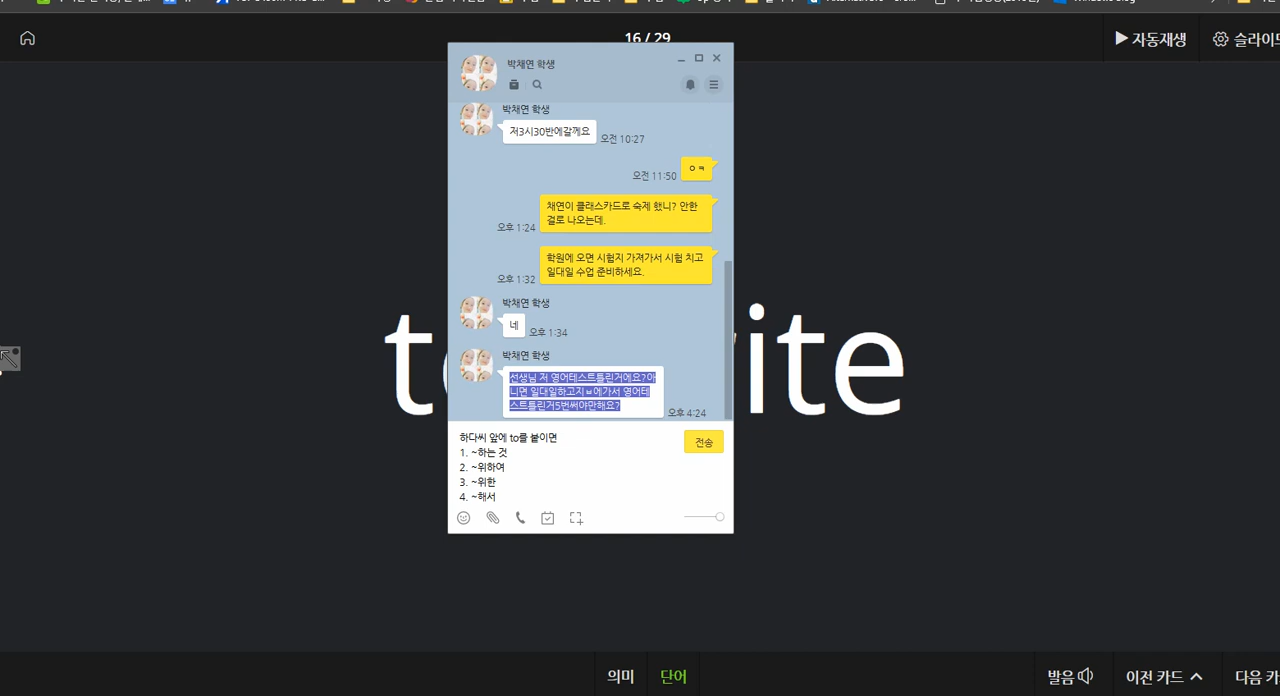 16 / 29
▶ 자동재생
슬라이드
박채연 학생
박채연 학생
저3시30반에갈께요
오전 10:27
ㅇㅋ
오전 11:50
채연이 클래스카드로 숙제 했니? 안한
걸로 나오는데.
오후 1:24
학원에 오면 시험지 가져가서 시험 치고
일대일 수업 준비하세요.
오후 1:32
박채연 학생
네
오후 1:34
박채연 학생
선생님 저 영어테스트틀린거에요?아
니면 일대일하고지ㅂ에가서 영어테
스트틀린거5번써야만해요?
오후 4:24
하다씨 앞에 to를 붙이면
1. ~하는 것
2. ~위하여
3. ~위한
4. ~해서
전송
의미
단어
발음
이전 카드
다음 카